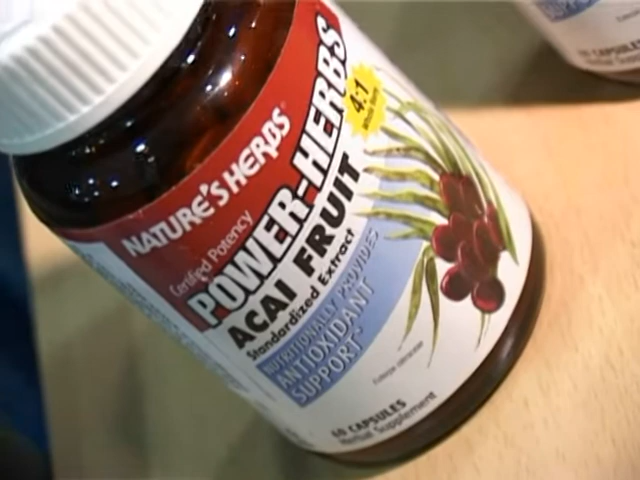 NATURE'S HERBS
Certified Potency
POWER-HERBS
ACAI FRUIT
Standardized Extract
NUTRITIONALLY PROVIDES
ANTIOXIDANT
SUPPORT*
60 CAPSULES
Herbal Supplement
4:1
CAPSULES